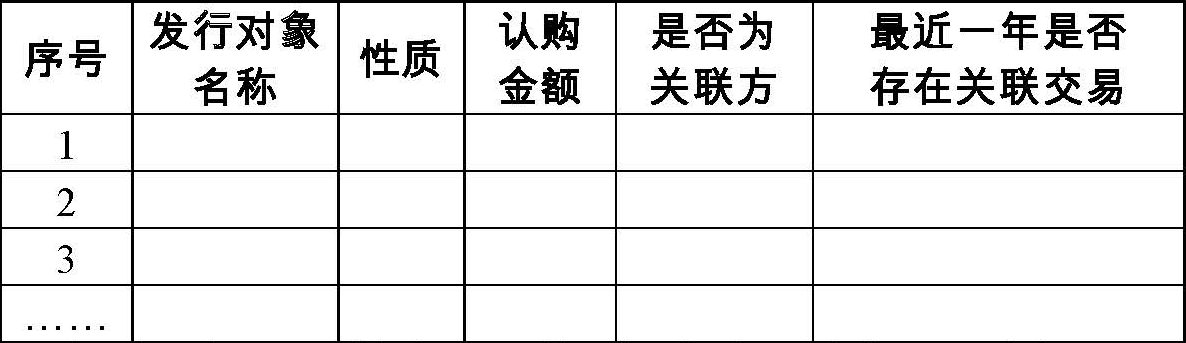 序号
发行对象
名称
性质
认购
金额
是否为
关联方
最近一年是否
存在关联交易
1
2
3
……